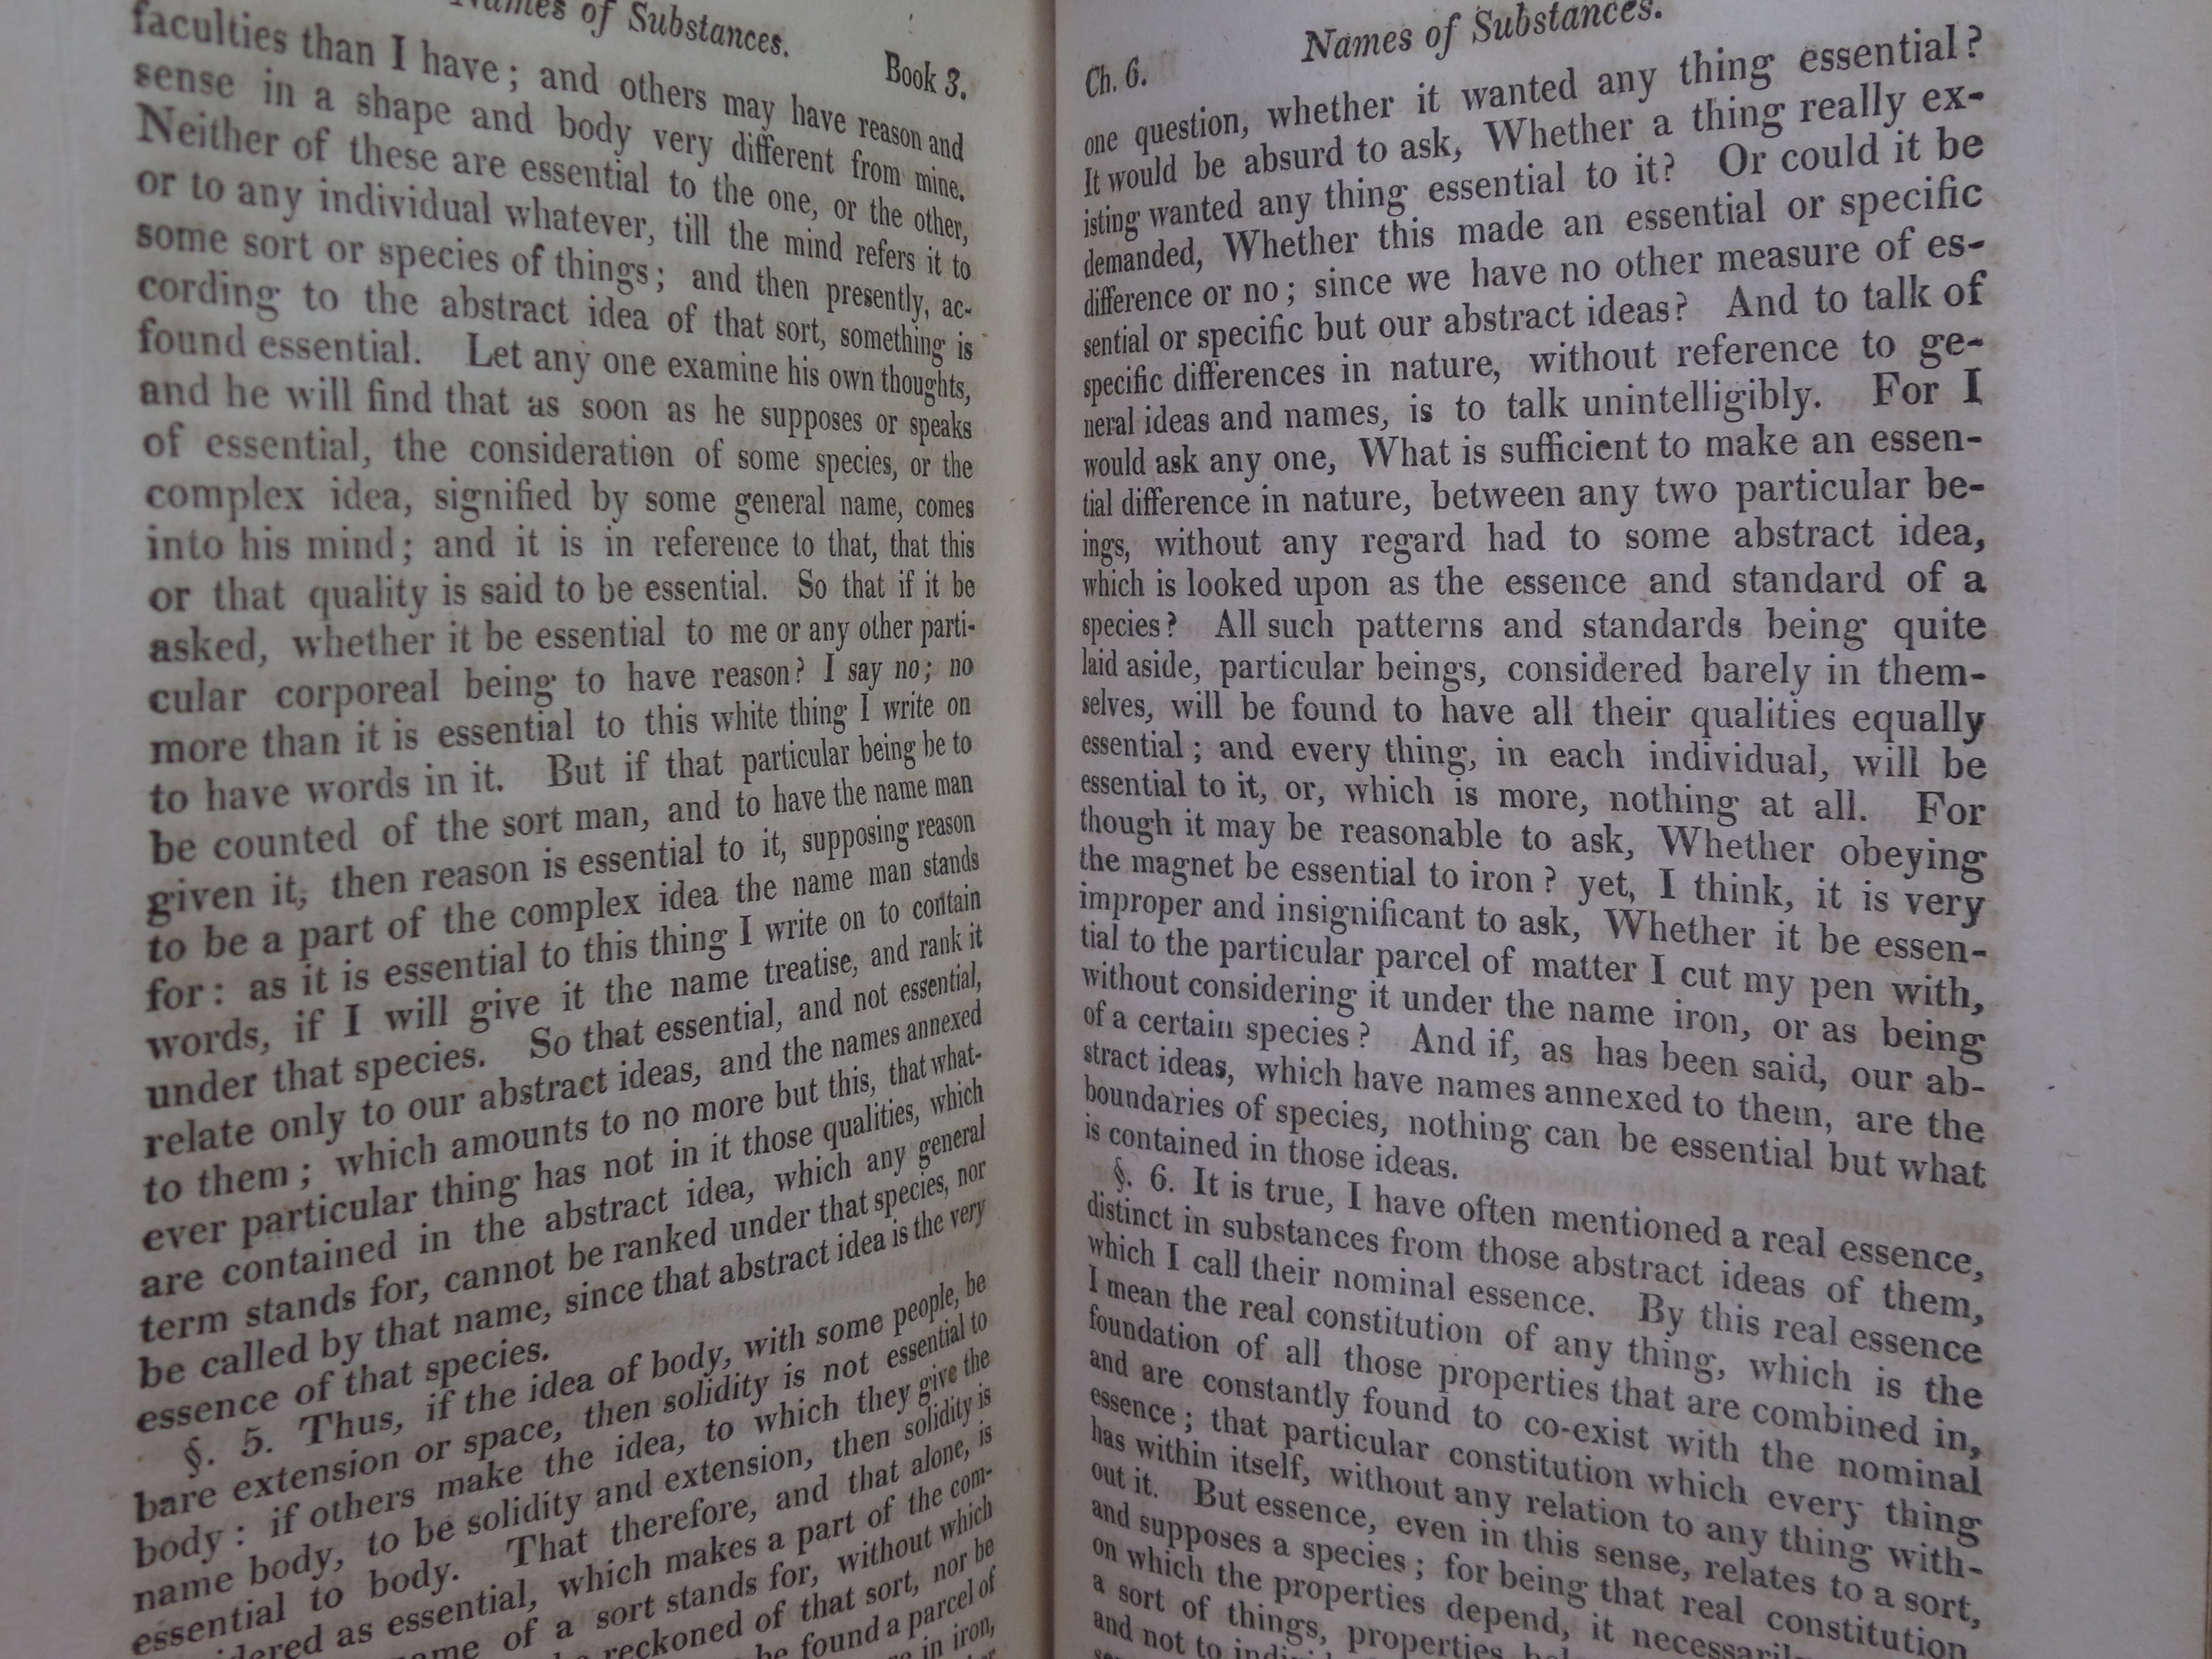 Names of Substances.
Book 3.
faculties than I have; and others may have reason and
sense in a shape and body very different from mine.
Neither of these are essential to the one, or the other,
or to any individual whatever, till the mind refers it to
some sort or species of things; and then presently, ac-
cording to the abstract idea of that sort, something is
found essential. Let any one examine his own thoughts,
and he will find that as soon as he supposes or speaks
of essential, the consideration of some species, or the
complex idea, signified by some general name, comes
into his mind; and it is in reference to that, that this
or that quality is said to be essential. So that if it be
asked, whether it be essential to me or any other parti-
cular corporeal being to have reason? I say no; no
more than it is essential to this white thing I write on
to have words in it. But if that particular being be to
be counted of the sort man, and to have the name man
given it, then reason is essential to it, supposing reason
to be a part of the complex idea the name man stands
for: as it is essential to this thing I write on to contain
words, if I will give it the name treatise, and rank it
under that species. So that essential, and not essential,
relate only to our abstract ideas, and the names annexed
to them; which amounts to no more but this, that what-
ever particular thing has not in it those qualities, which
are contained in the abstract idea, which any general
term stands for, cannot be ranked under that species, nor
be called by that name, since that abstract idea is the very
essence of that species.
§. 5. Thus, if the idea of body, with some people, be
bare extension or space, then solidity is not essential to
body: if others make the idea, to which they give the
name body, to be solidity and extension, then solidity is
essential to body. That therefore, and that alone, is
as essential, which makes a part of the com-
of a sort stands for, without which
reckoned of that sort, nor be
found a parcel of
in iron,
Ch. 6.
Names of Substances.
one question, whether it wanted any thing essential?
It would be absurd to ask, Whether a thing really ex-
isting wanted any thing essential to it? Or could it be
demanded, Whether this made an essential or specific
difference or no; since we have no other measure of es-
sential or specific but our abstract ideas? And to talk of
specific differences in nature, without reference to ge-
neral ideas and names, is to talk unintelligibly. For I
would ask any one, What is sufficient to make an essen-
tial difference in nature, between any two particular be-
ings, without any regard had to some abstract idea,
which is looked upon as the essence and standard of a
species? All such patterns and standards being quite
laid aside, particular beings, considered barely in them-
selves, will be found to have all their qualities equally
essential; and every thing, in each individual, will be
essential to it, or, which is more, nothing at all. For
though it may be reasonable to ask, Whether obeying
the magnet be essential to iron? yet, I think, it is very
improper and insignificant to ask, Whether it be essen-
tial to the particular parcel of matter I cut my pen with,
without considering it under the name iron, or as being
of a certain species? And if, as has been said, our ab-
stract ideas, which have names annexed to them, are the
boundaries of species, nothing can be essential but what
is contained in those ideas.
§. 6. It is true, I have often mentioned a real essence,
distinct in substances from those abstract ideas of them,
which I call their nominal essence. By this real essence
I mean the real constitution of any thing, which is the
foundation of all those properties that are combined in,
and are constantly found to co-exist with the nominal
essence; that particular constitution which every thing
has within itself, without any relation to any thing with-
out it. But essence, even in this sense, relates to a sort,
and supposes a species; for being that real constitution
on which the properties depend, it
a sort of things, properties
and not to